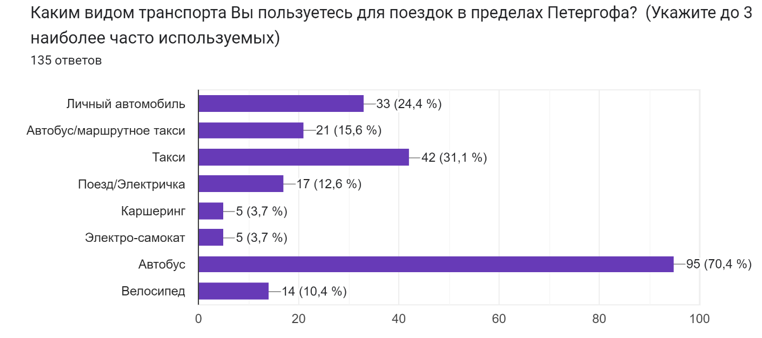 Каким видом транспорта Вы пользуетесь для поездок в пределах Петергофа?  (Укажите до 3
наиболее часто используемых)
135 ответов
Личный автомобиль 33 (24,4 %)
Автобус/маршрутное такси 21 (15,6 %)
Такси 42 (31,1 %)
Поезд/Электричка 17 (12,6 %)
Каршеринг 5 (3,7 %)
Электро-самокат 5 (3,7 %)
Автобус 95 (70,4 %)
Велосипед 14 (10,4 %)
0 20 40 60 80 100